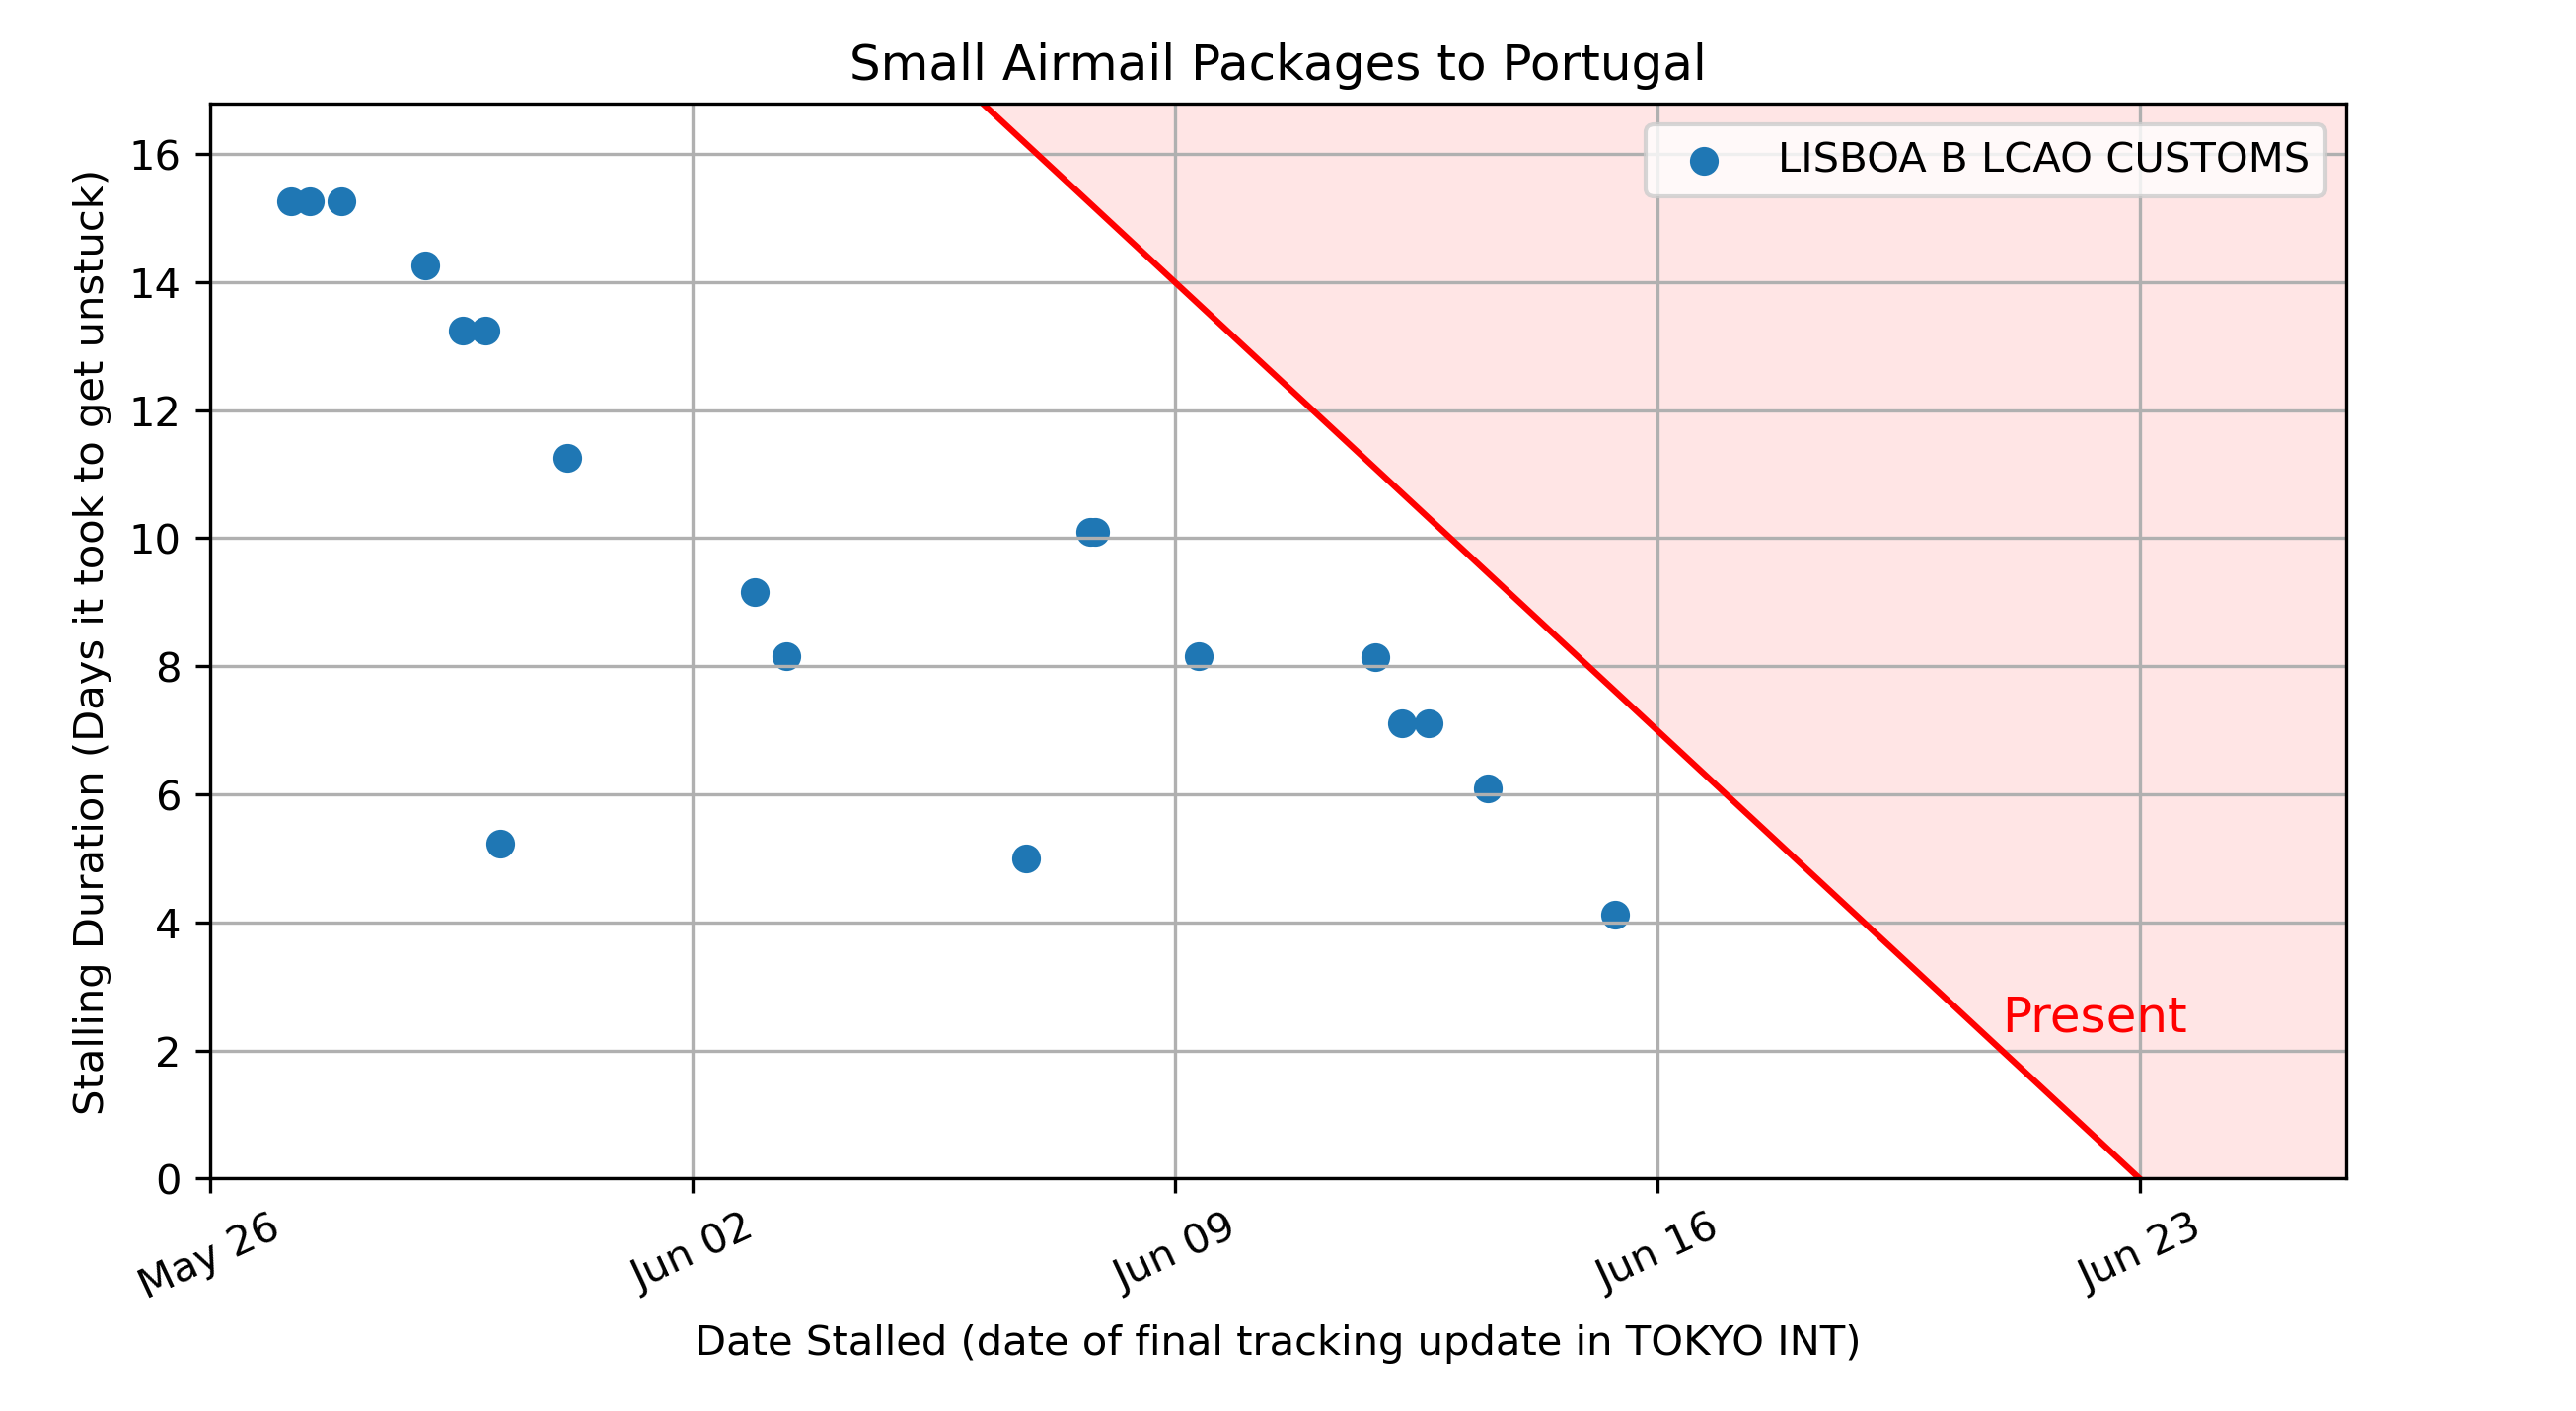 Small Airmail Packages to Portugal
Stalling Duration (Days it took to get unstuck)
16
14
12
10
8
6
4
2
0
LISBOA B LCAO CUSTOMS
Present
May 26
Jun 02
Jun 09
Jun 16
Jun 23
Date Stalled (date of final tracking update in TOKYO INT)